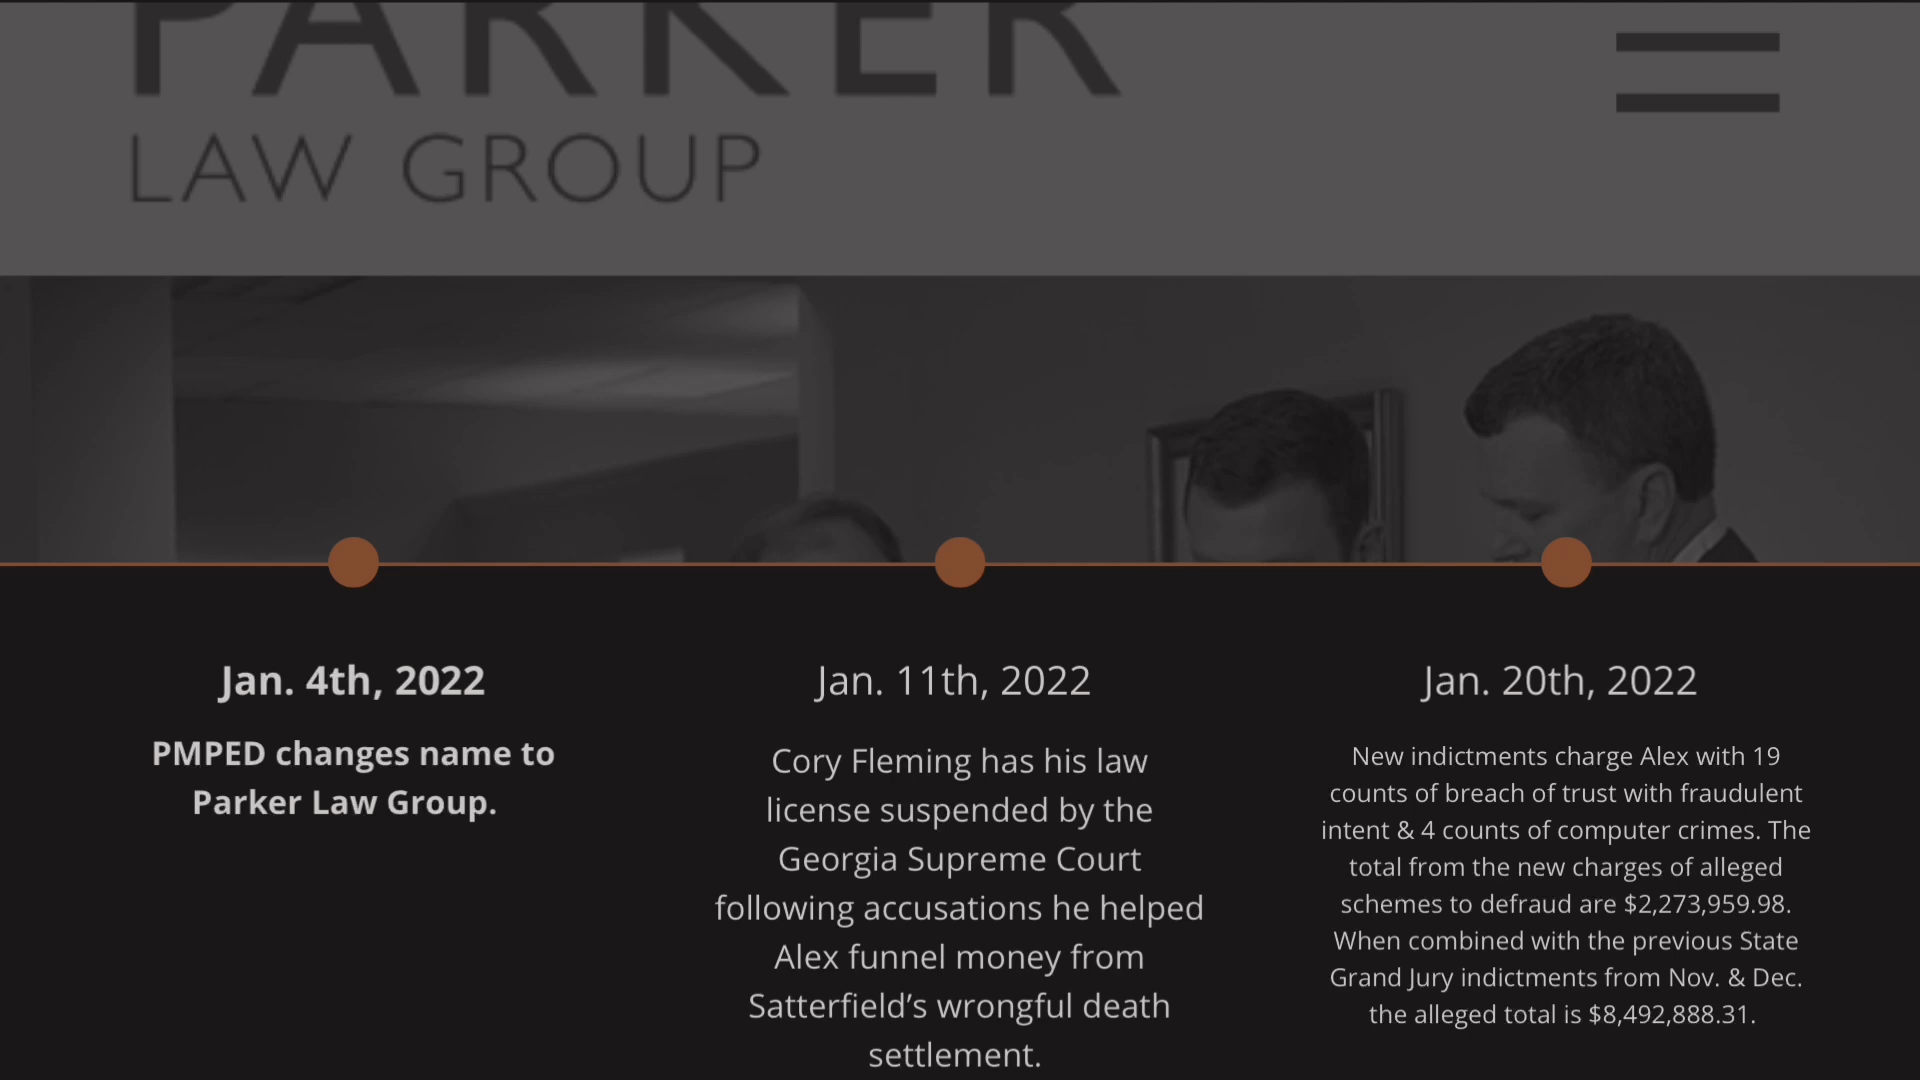 PARKER
LAW GROUP
Jan. 4th, 2022
PMPED changes name to
Parker Law Group.
Jan. 11th, 2022
Cory Fleming has his law
license suspended by the
Georgia Supreme Court
following accusations he helped
Alex funnel money from
Satterfield’s wrongful death
settlement.
Jan. 20th, 2022
New indictments charge Alex with 19
counts of breach of trust with fraudulent
intent & 4 counts of computer crimes. The
total from the new charges of alleged
schemes to defraud are $2,273,959.98.
When combined with the previous State
Grand Jury indictments from Nov. & Dec.
the alleged total is $8,492,888.31.